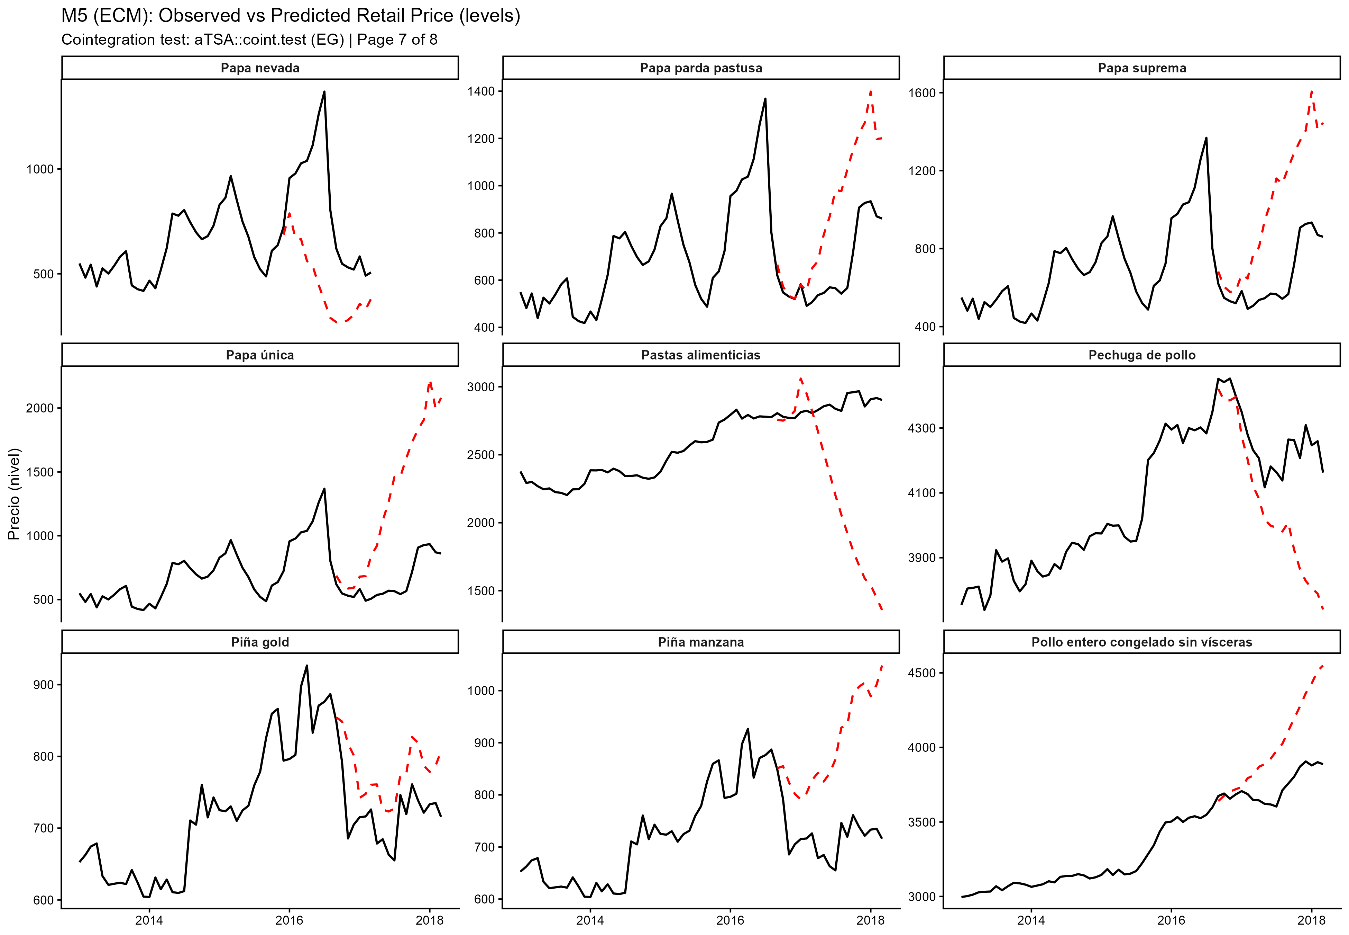 M5 (ECM): Observed vs Predicted Retail Price (levels)
Cointegration test: aTSA::coint.test (EG) | Page 7 of 8
Papa nevada
Papa parda pastusa
Papa suprema
1000
500
1400
1200
1000
800
600
400
1600
1200
800
400
Papa única
Pastas alimenticias
Pechuga de pollo
Precio (nivel)
2000
1500
1000
500
3000
2500
2000
1500
4300
4100
3900
Piña gold
Piña manzana
Pollo entero congelado sin vísceras
900
800
700
600
1000
900
800
700
600
4500
4000
3500
3000
2014 2016 2018
2014 2016 2018
2014 2016 2018